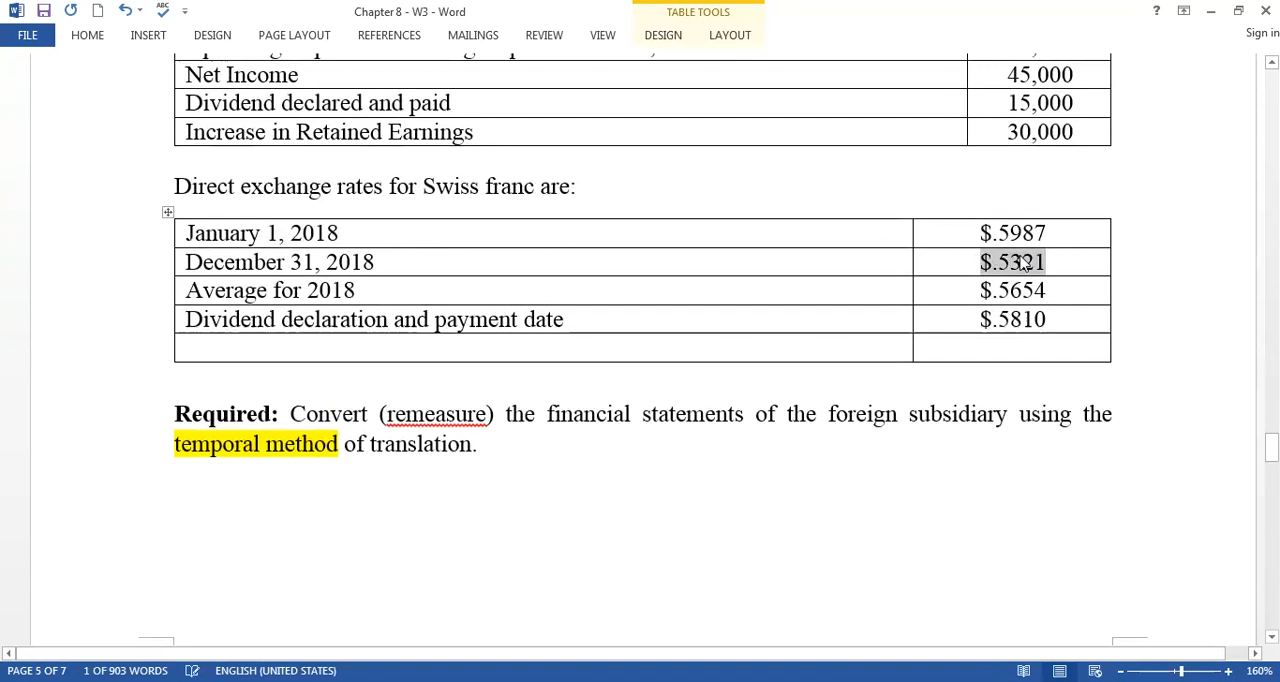 Chapter 8 - W3 - Word
TABLE TOOLS
?
FILE HOME INSERT DESIGN PAGE LAYOUT REFERENCES MAILINGS REVIEW VIEW DESIGN LAYOUT Sign in
Net Income 45,000
Dividend declared and paid 15,000
Increase in Retained Earnings 30,000
Direct exchange rates for Swiss franc are:
January 1, 2018 $.5987
December 31, 2018 $.5321
Average for 2018 $.5654
Dividend declaration and payment date $.5810
Required: Convert (remeasure) the financial statements of the foreign subsidiary using the
temporal method of translation.
PAGE 5 OF 7 1 OF 903 WORDS ENGLISH (UNITED STATES) 160%